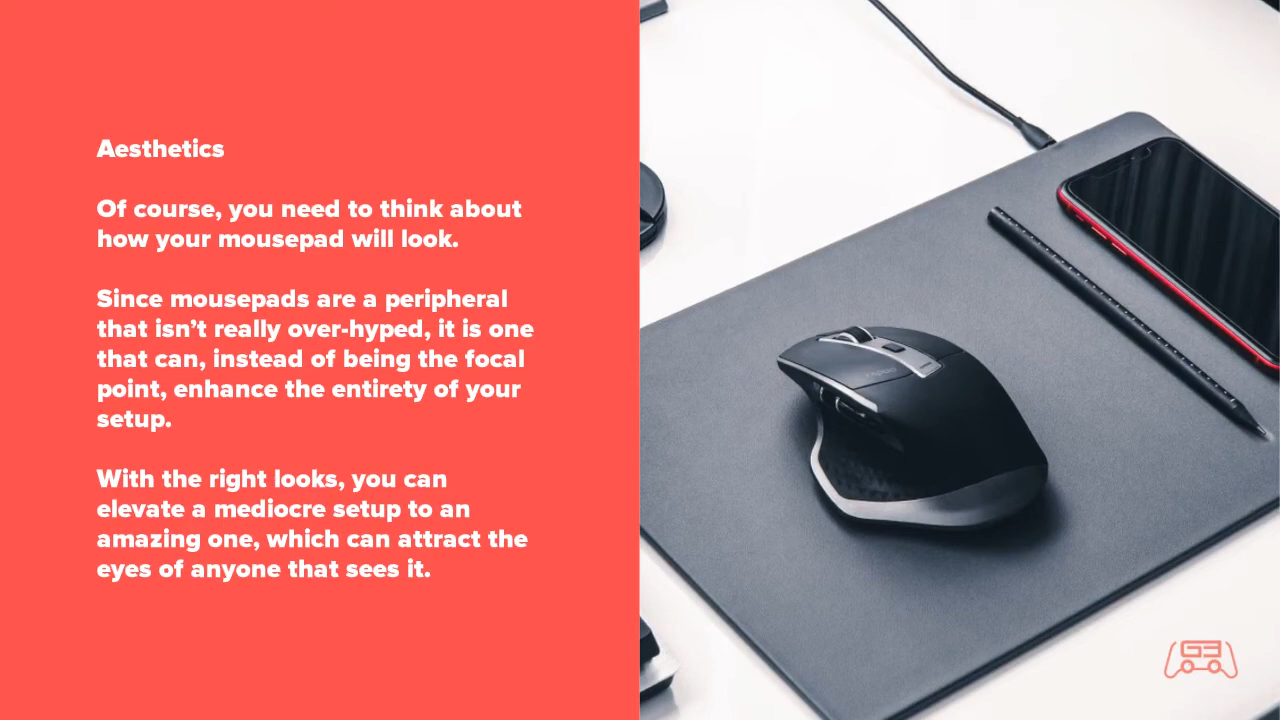 Aesthetics
Of course, you need to think about
how your mousepad will look.
Since mousepads are a peripheral
that isn't really over-hyped, it is one
that can, instead of being the focal
point, enhance the entirety of your
setup.
With the right looks, you can
elevate a mediocre setup to an
amazing one, which can attract the
eyes of anyone that sees it.